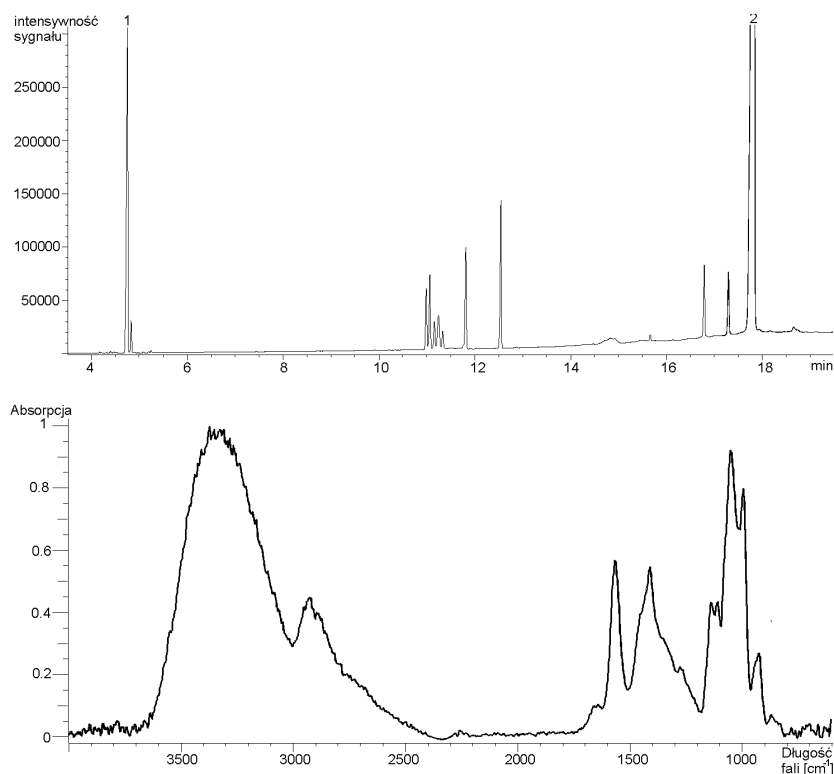 intensywność
sygnału
1
2
250000
200000
150000
100000
50000
4 6 8 10 12 14 16 18 min
Absorpcja
1
0.8
0.6
0.4
0.2
0
3500 3000 2500 2000 1500 1000 Długość
fali [cm-1]